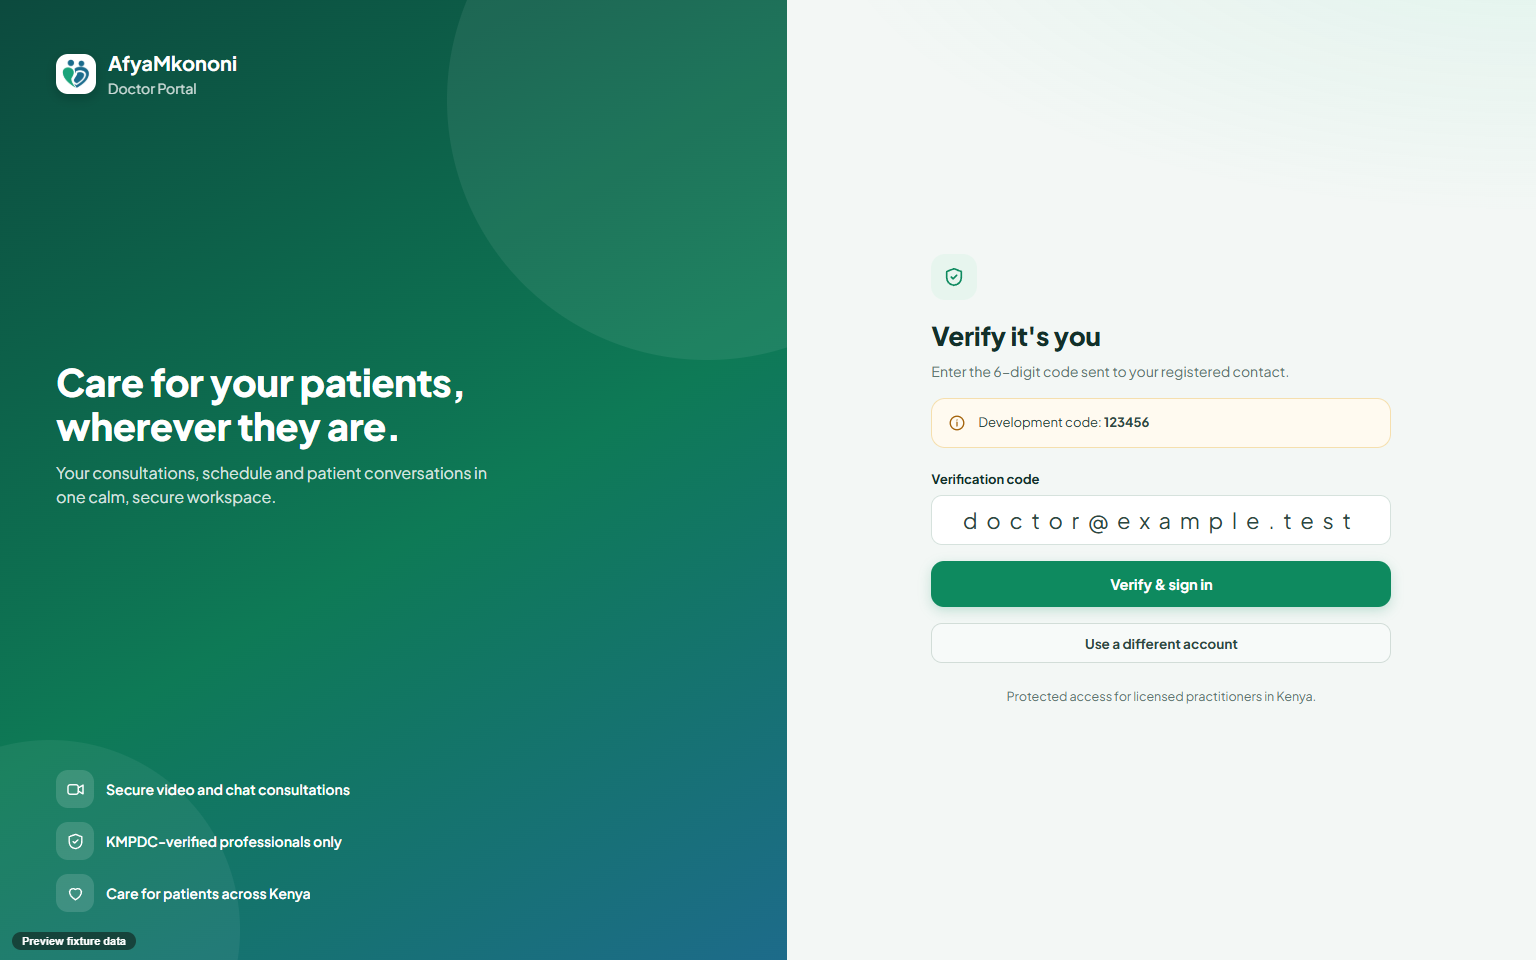 AfyaMkononi
Doctor Portal
Care for your patients,
wherever they are.
Your consultations, schedule and patient conversations in
one calm, secure workspace.
Secure video and chat consultations
KMPDC-verified professionals only
Care for patients across Kenya
Preview fixture data
Verify it's you
Enter the 6-digit code sent to your registered contact.
Development code: 123456
Verification code
doctor@example.test
Verify & sign in
Use a different account
Protected access for licensed practitioners in Kenya.